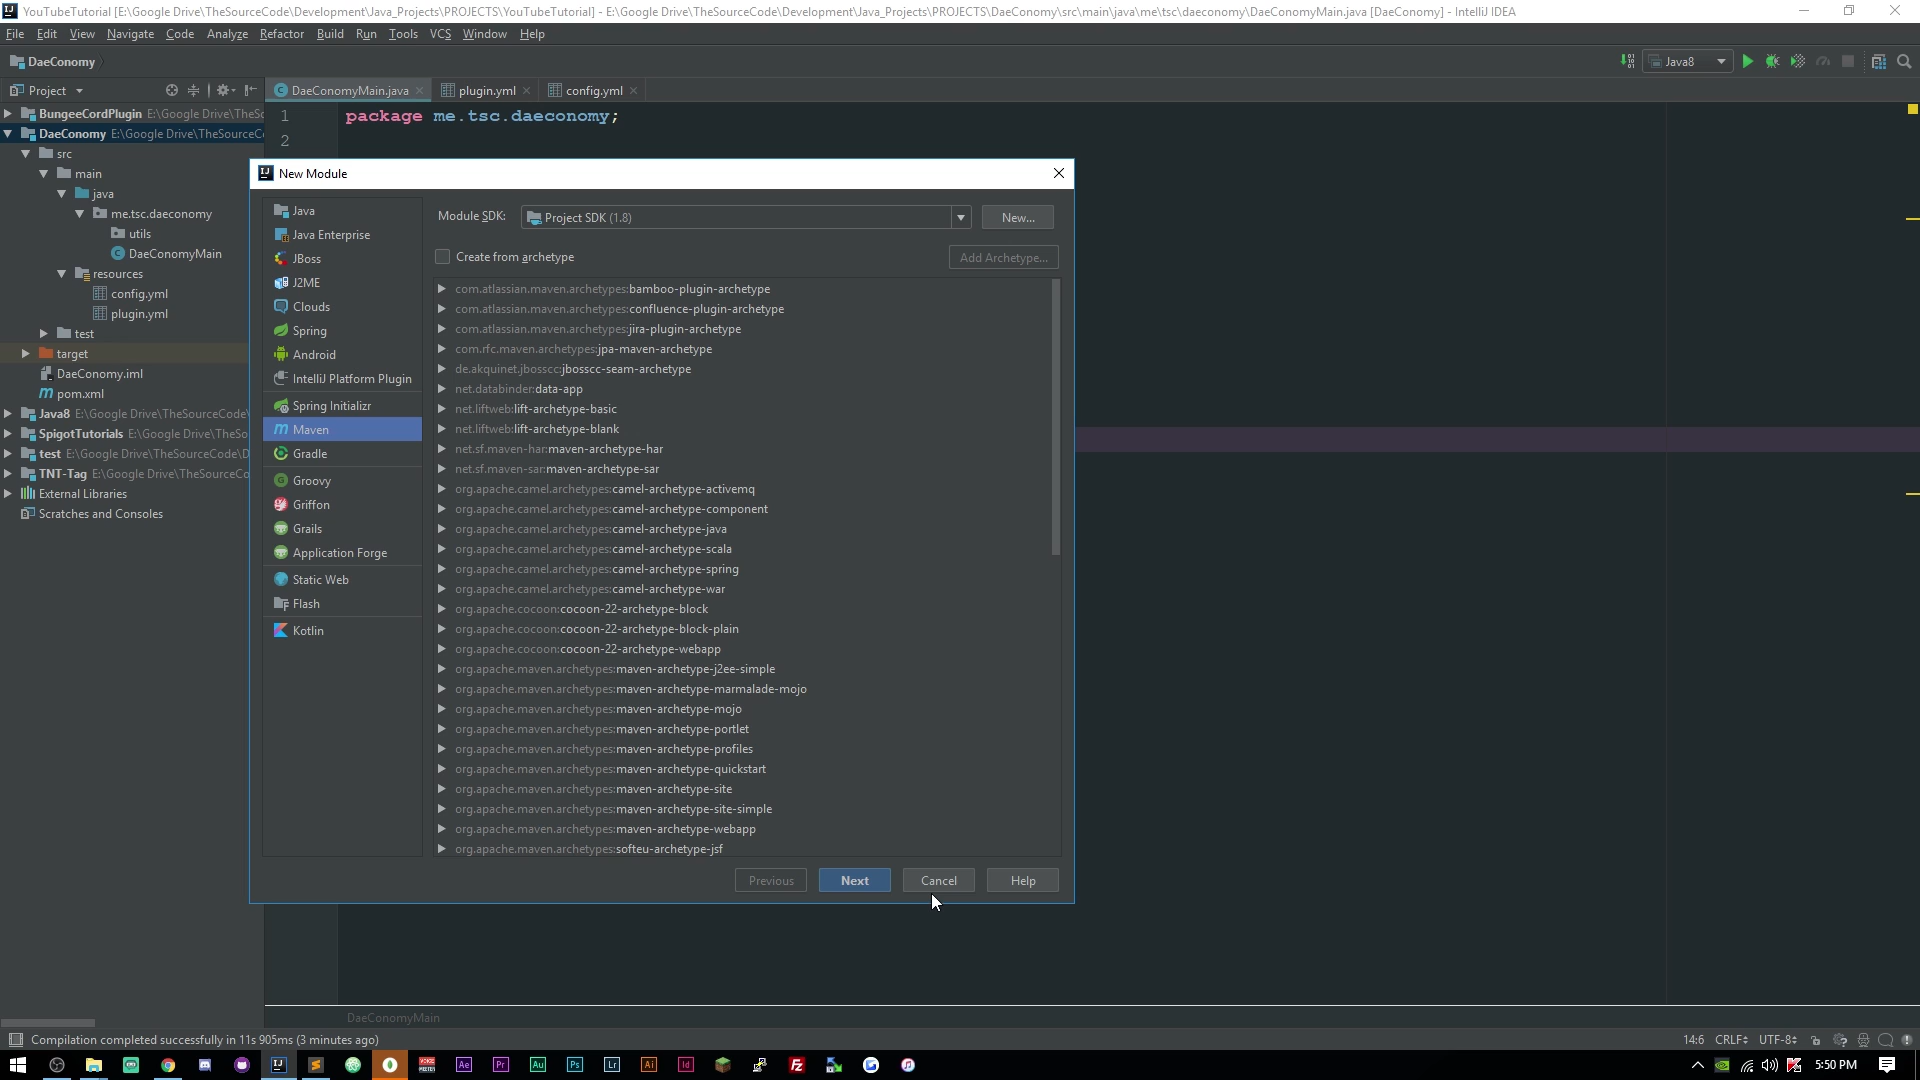 YouTubeTutorial [E:\Google Drive\TheSourceCode\Development\Java_Projects\PROJECTS\YouTubeTutorial] - E:\Google Drive\TheSourceCode\Development\Java_Projects\PROJECTS\DaeConomy\src\main\java\me\tsc\daeconomy\DaeConomyMain.java [DaeConomy] - IntelliJ IDEA
File Edit View Navigate Code Analyze Refactor Build Run Tools VCS Window Help
DaeConomy Java8
Project DaeConomyMain.java plugin.yml config.yml
BungeeCordPlugin E:\Google Drive\TheSo
DaeConomy E:\Google Drive\TheSourceC
src
main
java
me.tsc.daeconomy
utils
DaeConomyMain
resources
config.yml
plugin.yml
test
target
DaeConomy.iml
pom.xml
Java8 E:\Google Drive\TheSourceCode\
SpigotTutorials E:\Google Drive\TheSo
test E:\Google Drive\TheSourceCode\D
TNT-Tag E:\Google Drive\TheSourceCo
External Libraries
Scratches and Consoles
1 package me.tsc.daeconomy;
2
New Module
Java
Java Enterprise
JBoss
J2ME
Clouds
Spring
Android
IntelliJ Platform Plugin
Spring Initializr
Maven
Gradle
Groovy
Griffon
Grails
Application Forge
Static Web
Flash
Kotlin
Module SDK: Project SDK (1.8) New...
Create from archetype Add Archetype...
com.atlassian.maven.archetypes:bamboo-plugin-archetype
com.atlassian.maven.archetypes:confluence-plugin-archetype
com.atlassian.maven.archetypes:jira-plugin-archetype
com.rfc.maven.archetypes:jpa-maven-archetype
de.akquinet.jbosscc:jbosscc-seam-archetype
net.databinder:data-app
net.liftweb:lift-archetype-basic
net.liftweb:lift-archetype-blank
net.sf.maven-har:maven-archetype-har
net.sf.maven-sar:maven-archetype-sar
org.apache.camel.archetypes:camel-archetype-activemq
org.apache.camel.archetypes:camel-archetype-component
org.apache.camel.archetypes:camel-archetype-java
org.apache.camel.archetypes:camel-archetype-scala
org.apache.camel.archetypes:camel-archetype-spring
org.apache.camel.archetypes:camel-archetype-war
org.apache.cocoon:cocoon-22-archetype-block
org.apache.cocoon:cocoon-22-archetype-block-plain
org.apache.cocoon:cocoon-22-archetype-webapp
org.apache.maven.archetypes:maven-archetype-j2ee-simple
org.apache.maven.archetypes:maven-archetype-marmalade-mojo
org.apache.maven.archetypes:maven-archetype-mojo
org.apache.maven.archetypes:maven-archetype-portlet
org.apache.maven.archetypes:maven-archetype-profiles
org.apache.maven.archetypes:maven-archetype-quickstart
org.apache.maven.archetypes:maven-archetype-site
org.apache.maven.archetypes:maven-archetype-site-simple
org.apache.maven.archetypes:maven-archetype-webapp
org.apache.maven.archetypes:softeu-archetype-jsf
Previous Next Cancel Help
DaeConomyMain
Compilation completed successfully in 11s 905ms (3 minutes ago) 14:6 CRLF UTF-8
Ae Pr Au Ps Lr Ai Id Fz 5:50 PM